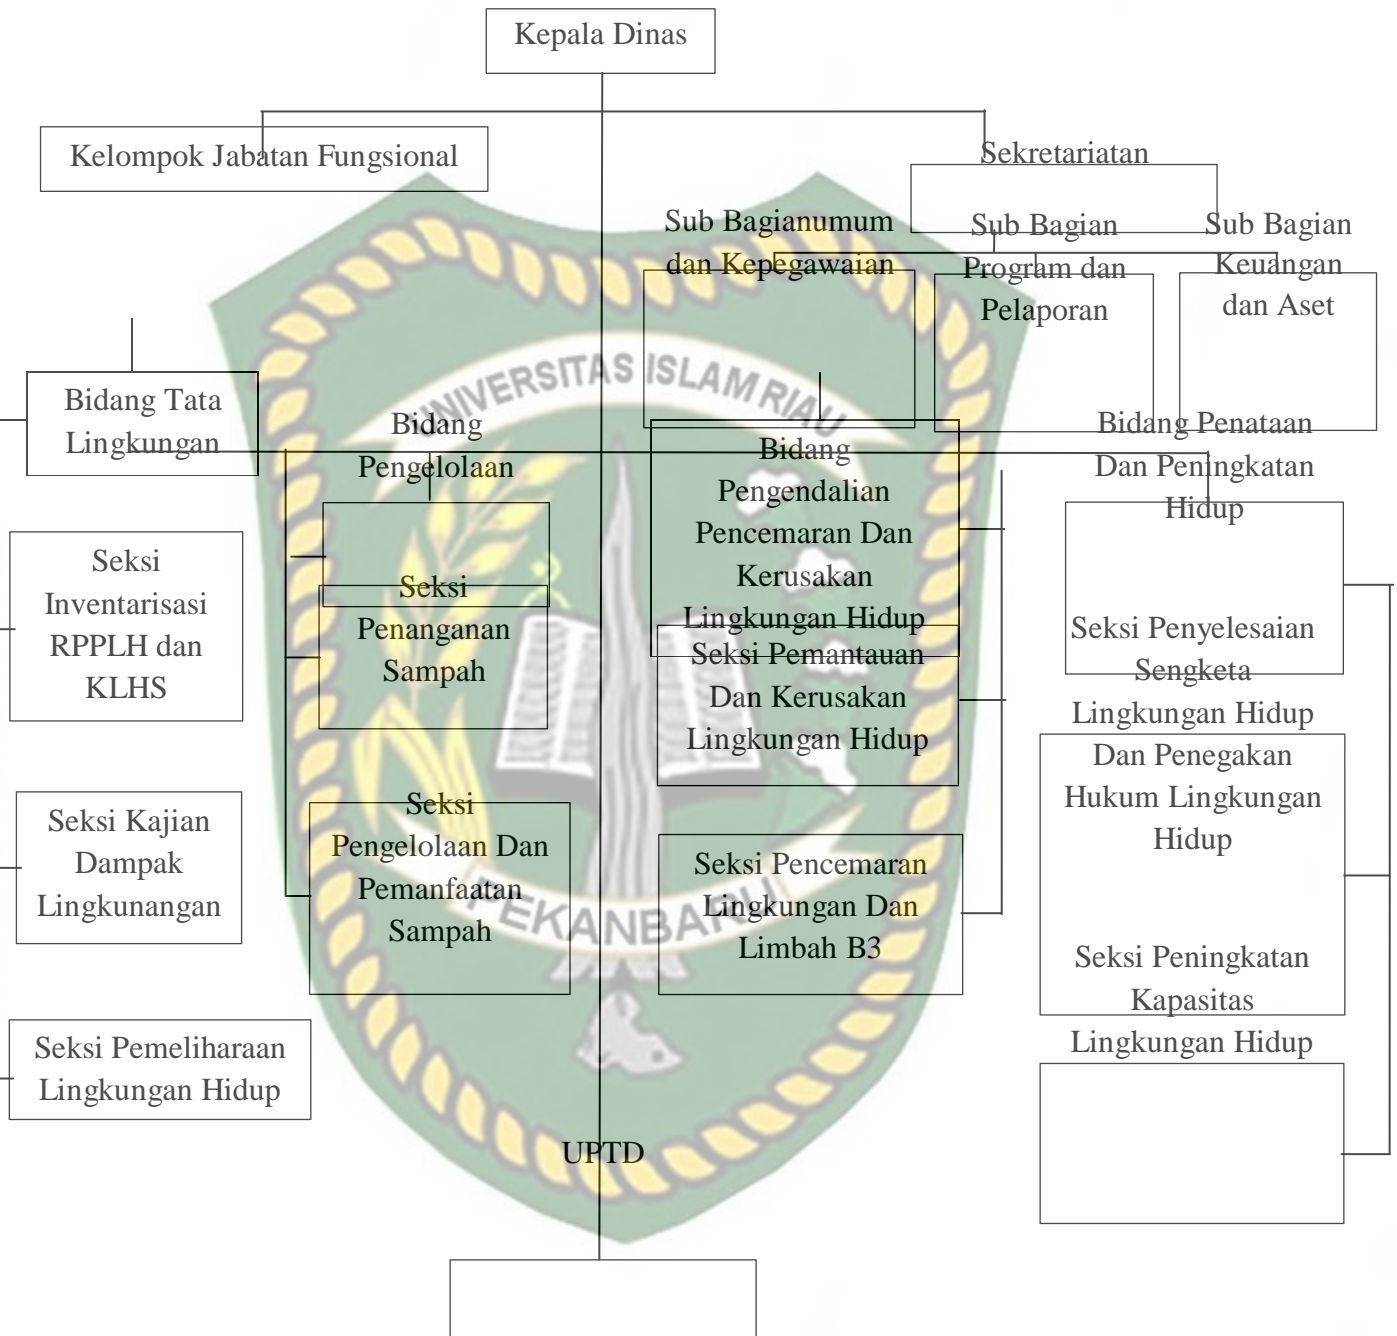 Kepala Dinas
Kelompok Jabatan Fungsional
Sekretariatan
Sub Bagianumum
dan Kepegawaian
Sub Bagian
Program dan
Pelaporan
Sub Bagian
Keuangan
dan Aset
Bidang Tata
Lingkungan
Bidang
Pengelolaan
Bidang
Pengendalian
Pencemaran Dan
Kerusakan
Lingkungan Hidup
Bidang Penataan
Dan Peningkatan
Hidup
Seksi
Inventarisasi
RPPLH dan
KLHS
Seksi
Penanganan
Sampah
Seksi Pemantauan
Dan Kerusakan
Lingkungan Hidup
Seksi Penyelesaian
Sengketa
Lingkungan Hidup
Dan Penegakan
Hukum Lingkungan
Hidup
Seksi Kajian
Dampak
Lingkunangan
Seksi
Pengelolaan Dan
Pemanfaatan
Sampah
Seksi Pencemaran
Lingkungan Dan
Limbah B3
Seksi Peningkatan
Kapasitas
Lingkungan Hidup
Seksi Pemeliharaan
Lingkungan Hidup
UPTD
UNIVERSITAS ISLAM RIAU
PEKANBARU